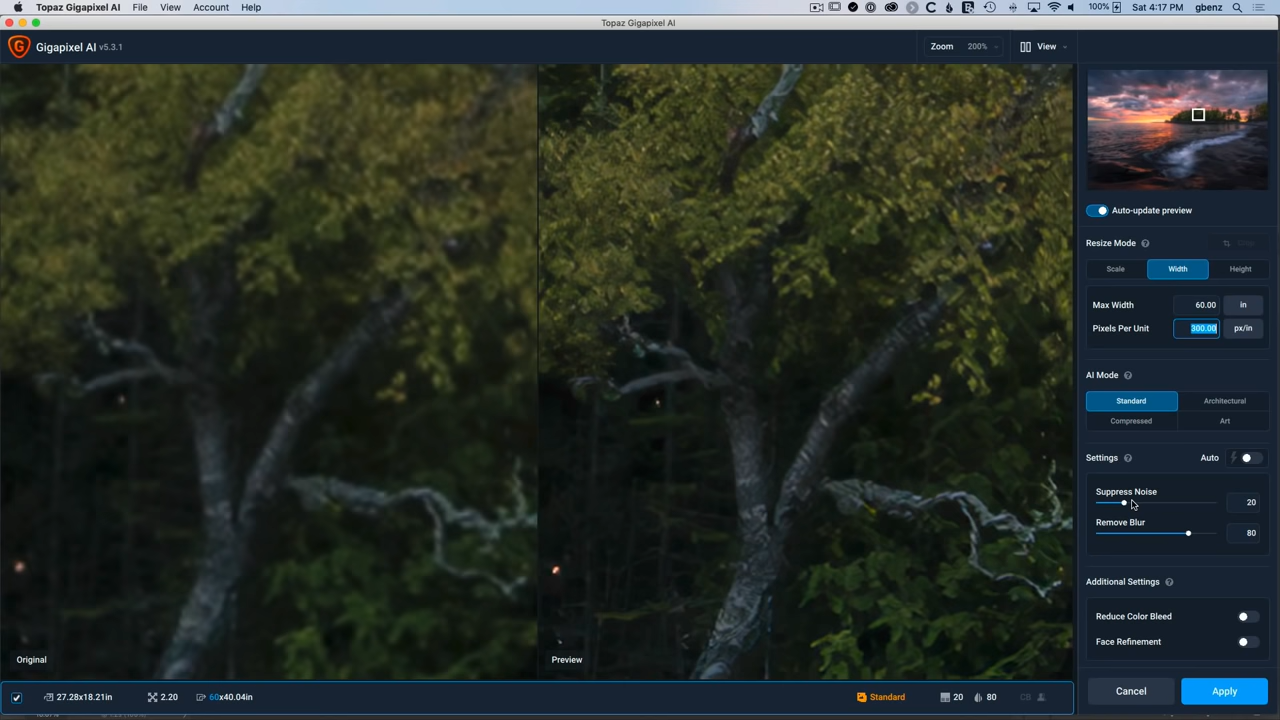 Topaz Gigapixel AI File View Account Help
100% Sat 4:17 PM gbenz
Topaz Gigapixel AI
Gigapixel AI v5.3.1
Zoom 200% View
Auto-update preview
Resize Mode
Scale Width Height
Max Width 60.00 in
Pixels Per Unit 300.00 px/in
AI Mode
Standard Architectural
Compressed Art
Settings Auto
Suppress Noise
20
Remove Blur
80
Additional Settings
Reduce Color Bleed
Face Refinement
Original Preview
27.28x18.21in 2.20 60x40.04in Standard 20 80 CB
Cancel Apply